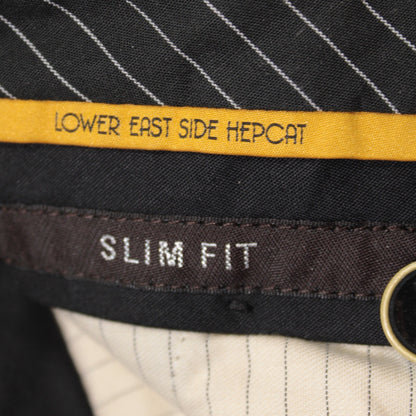 LOWER EAST SIDE HEPCAT
SLIM FIT